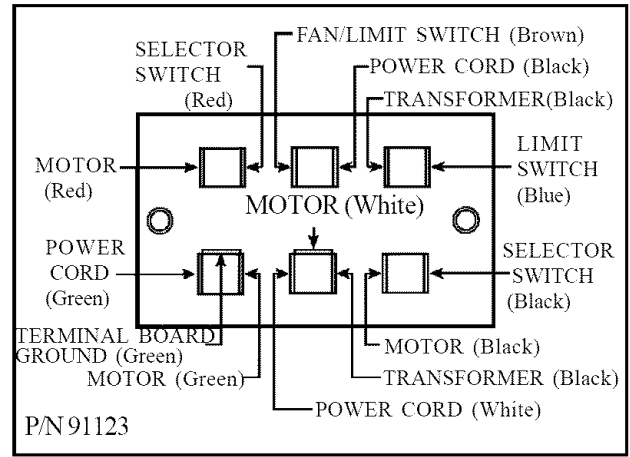 FAN/LIMIT SWITCH (Brown)
SELECTOR
SWITCH
(Red)
POWER CORD (Black)
TRANSFORMER(Black)
MOTOR
(Red)
LIMIT
SWITCH
(Blue)
MOTOR (White)
POWER
CORD
(Green)
SELECTOR
SWITCH
(Black)
TERMINAL BOARD
GROUND (Green)
MOTOR (Green)
MOTOR (Black)
TRANSFORMER (Black)
POWER CORD (White)
P/N 91123